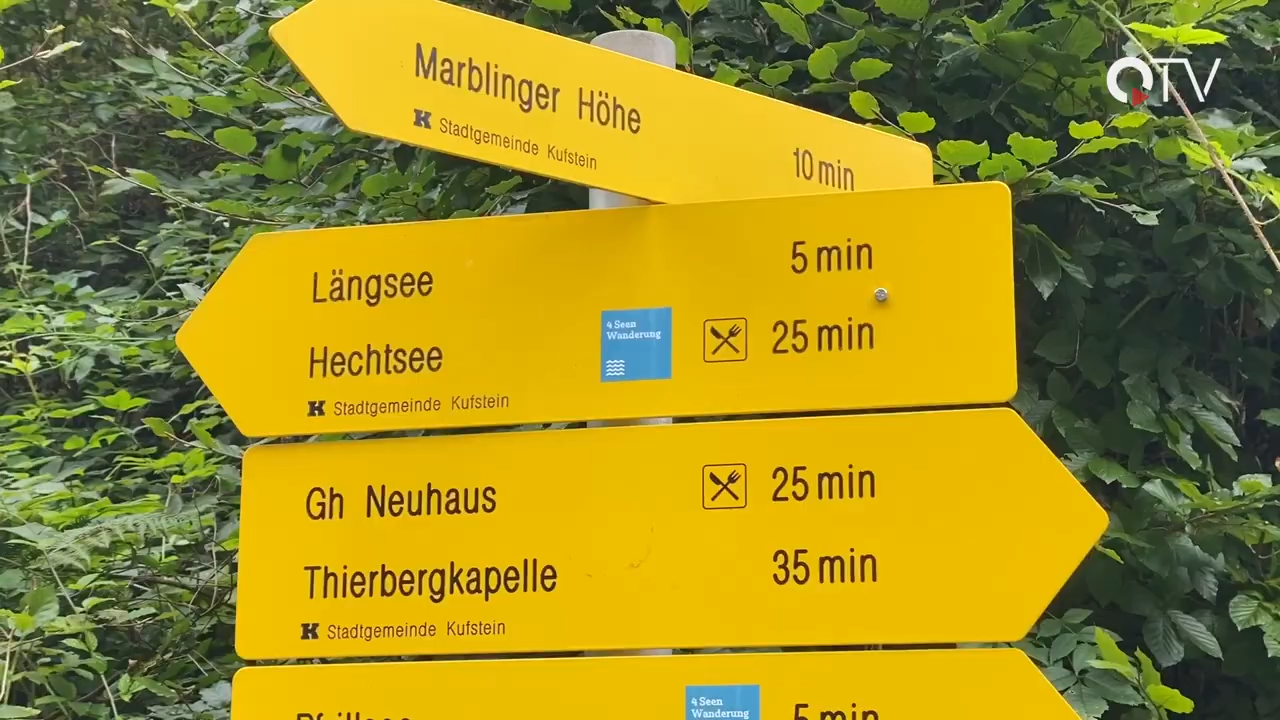 QTV
Marblinger Höhe
K Stadtgemeinde Kufstein
10 min
Längsee 5 min
4 Seen
Wanderung
Hechtsee 25 min
K Stadtgemeinde Kufstein
Gh Neuhaus 25 min
Thierbergkapelle 35 min
K Stadtgemeinde Kufstein
4 Seen
Wanderung
5 min